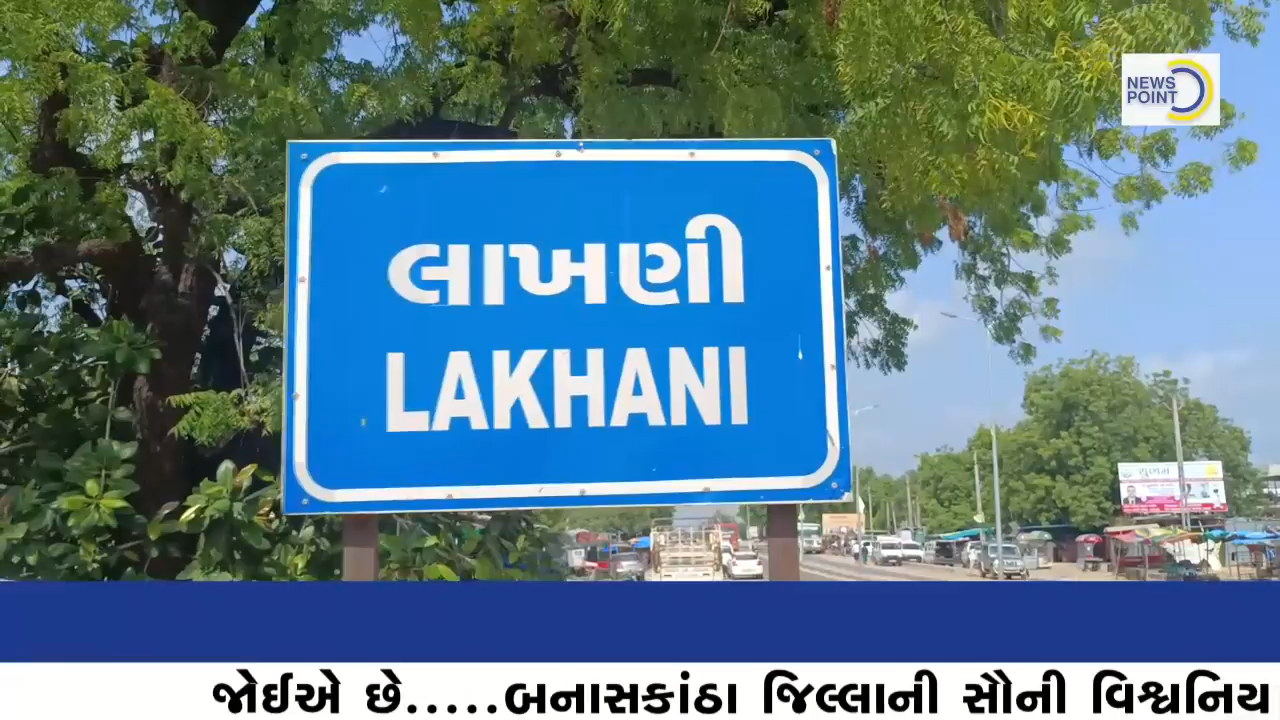 NEWS
POINT
લાખણી
LAKHANI
જોઈએ છે.....બનાસકાંઠા જિલ્લાની સૌની વિશ્વનિય